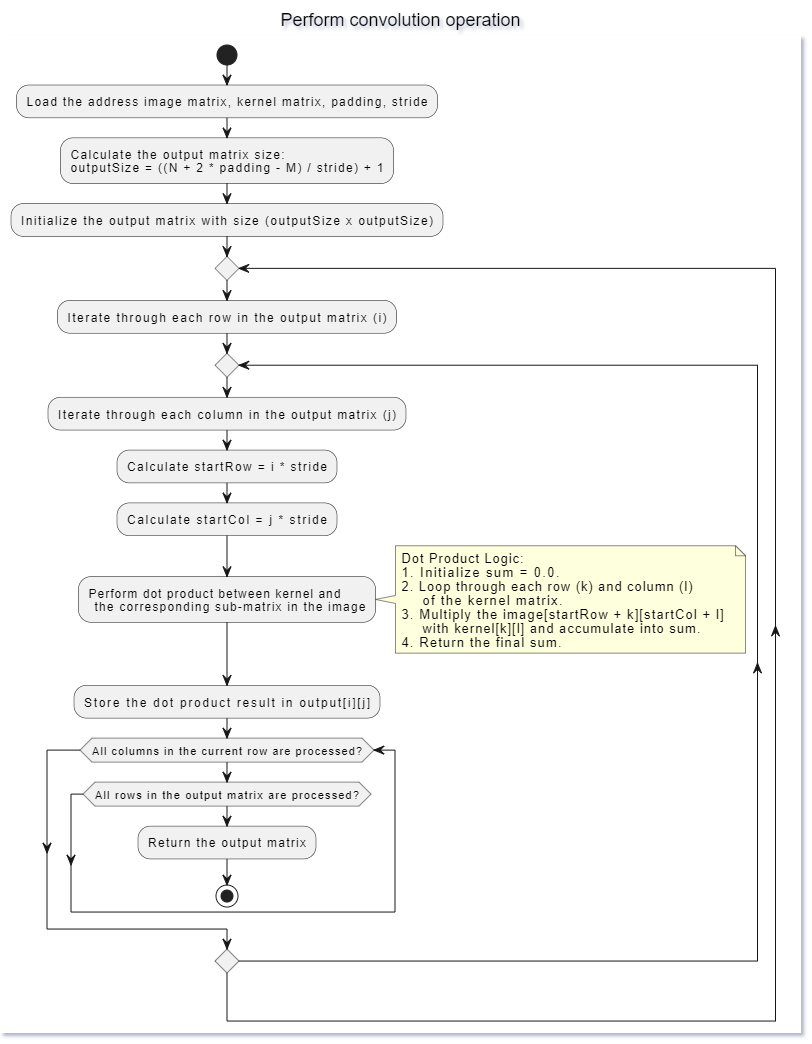 Perform convolution operation
Load the address image matrix, kernel matrix, padding, stride
Calculate the output matrix size:
outputSize = ((N + 2 * padding - M) / stride) + 1
Initialize the output matrix with size (outputSize x outputSize)
Iterate through each row in the output matrix (i)
Iterate through each column in the output matrix (j)
Calculate startRow = i * stride
Calculate startCol = j * stride
Perform dot product between kernel and
the corresponding sub-matrix in the image
Dot Product Logic:
1. Initialize sum = 0.0.
2. Loop through each row (k) and column (l)
of the kernel matrix.
3. Multiply the image[startRow + k][startCol + l]
with kernel[k][l] and accumulate into sum.
4. Return the final sum.
Store the dot product result in output[i][j]
All columns in the current row are processed?
All rows in the output matrix are processed?
Return the output matrix